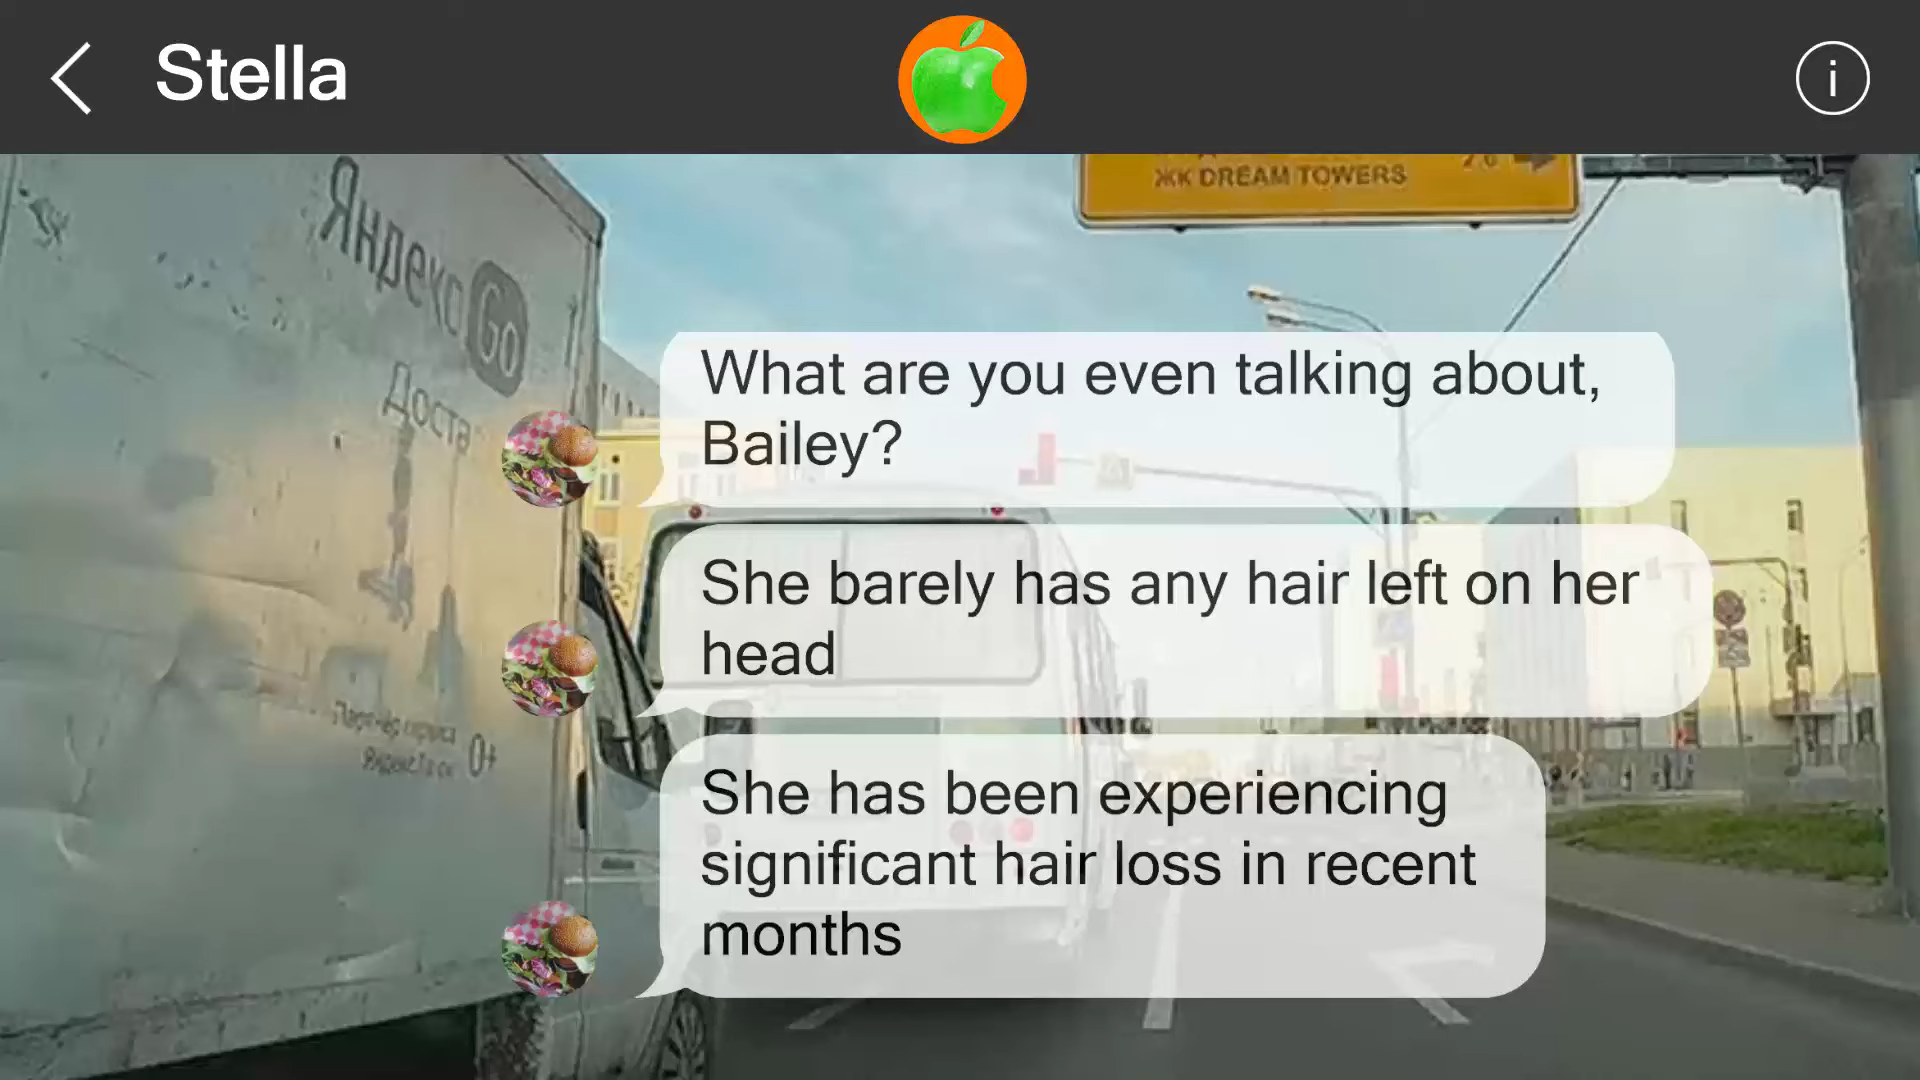 Stella
Яндекс Go
Доста
ЖК DREAM TOWERS
What are you even talking about,
Bailey?
She barely has any hair left on her
head
She has been experiencing
significant hair loss in recent
months
0+